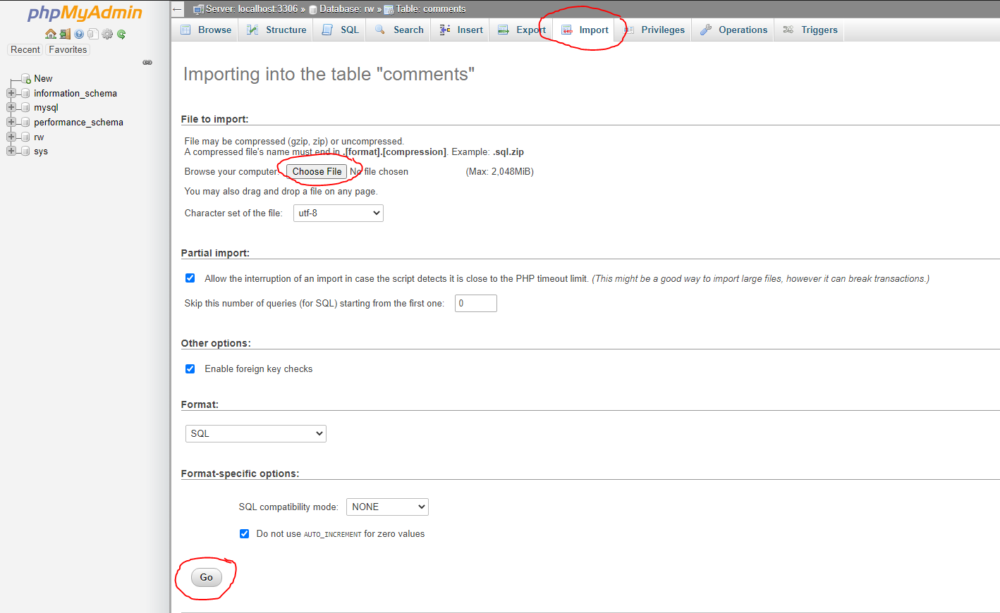 phpMyAdmin
Recent Favorites
New
information_schema
mysql
performance_schema
rw
sys
Server: localhost:3306 » Database: rw » Table: comments
Browse Structure SQL Search Insert Export Import Privileges Operations Triggers
Importing into the table "comments"
File to import:
File may be compressed (gzip, zip) or uncompressed.
A compressed file's name must end in .[format].[compression]. Example: .sql.zip
Browse your computer: Choose File No file chosen (Max: 2,048MiB)
You may also drag and drop a file on any page.
Character set of the file: utf-8
Partial import:
Allow the interruption of an import in case the script detects it is close to the PHP timeout limit. (This might be a good way to import large files, however it can break transactions.)
Skip this number of queries (for SQL) starting from the first one: 0
Other options:
Enable foreign key checks
Format:
SQL
Format-specific options:
SQL compatibility mode: NONE
Do not use AUTO_INCREMENT for zero values
Go